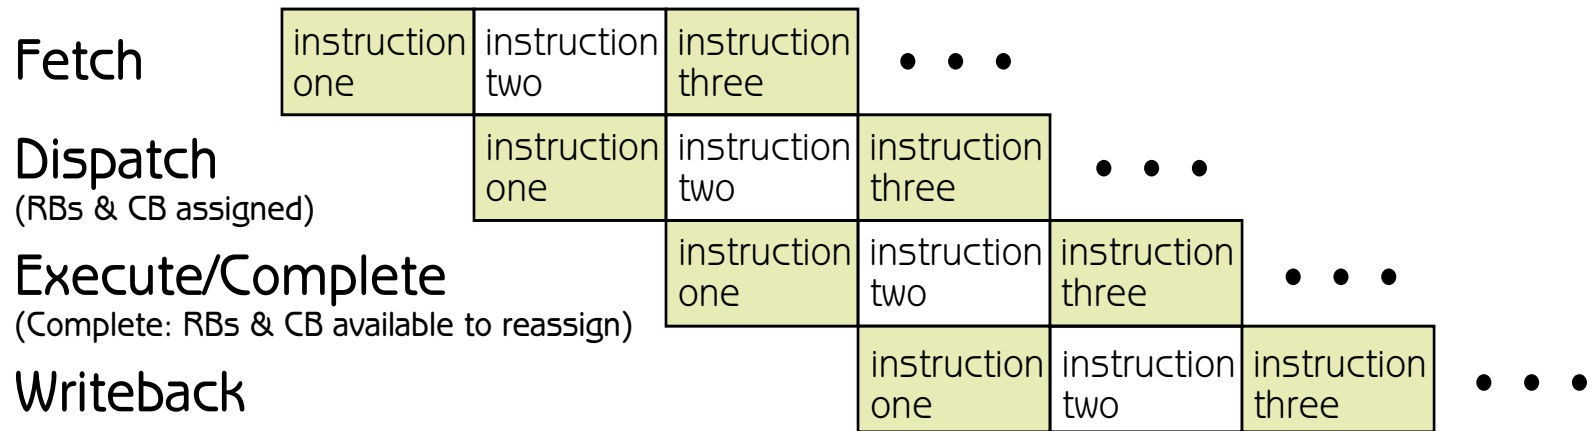 Fetch
instruction one
instruction two
instruction three
• • •
Dispatch
(RBs & CB assigned)
instruction one
instruction two
instruction three
• • •
Execute/Complete
(Complete: RBs & CB available to reassign)
instruction one
instruction two
instruction three
• • •
Writeback
instruction one
instruction two
instruction three
• • •